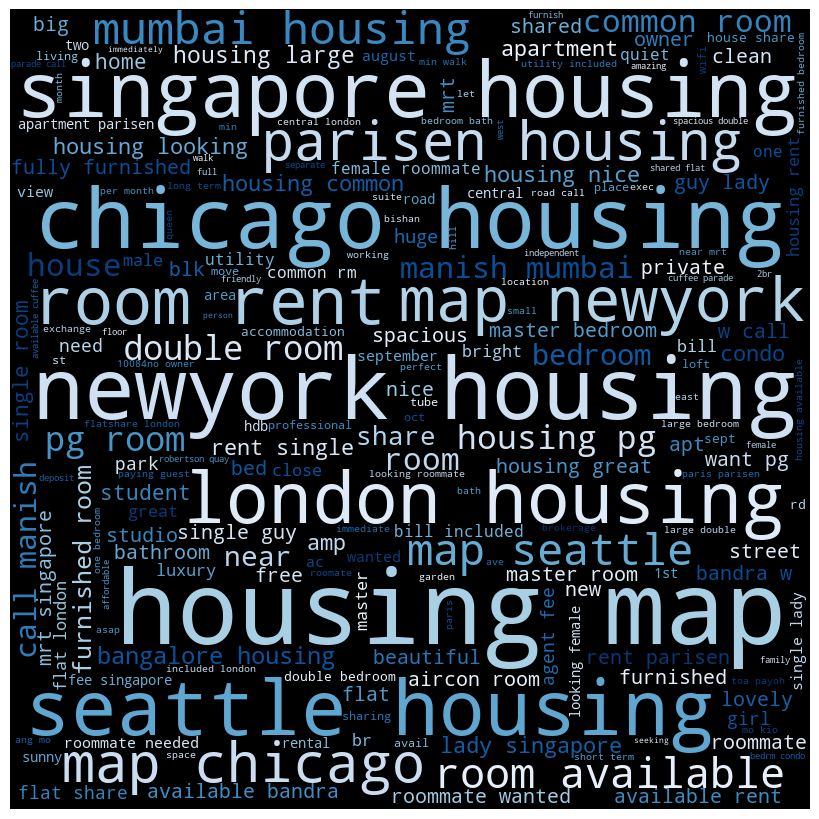 big
mumbai housing
shared
furnish
common room
living
two
immediately
housing large
august
min walk
apartment
owner
house share
parade call
home
mrt
utility included
quiet
clean
wifi
furnished bedroom
month
singapore housing
let
amazing
apartment parisen
min
central london
bedroom bath
west
spacious double
housing looking
parisen housing
one
fully furnished
walk
full
separate
female roommate
housing nice
shared flat
housing rent
view
per month
long term
housing common
suite
road
central
road call
place
exec
guy lady
queen
chicago housing
bishan
huge
hill
house
male
blk
utility
move
friendly
working
common rm
manish mumbai
independent
near mrt
private
location
2br
cuffee parade
single room
available cuffee
room rent
area
person
map newyork
small
exchange
floor
accommodation
spacious
master bedroom
bill
w call
need
st
double room
september
bright
bedroom
condo
10084no owner
perfect
nice
loft
newyork housing
tube
east
housing available
flatshare london
hdb
professional
oct
large bedroom
pg room
rent single
share
housing pg
apt
sept
female
park
robertson quay
room
want pg
call manish
deposit
bed
close
looking roommate
housing great
paris parisen
paying guest
student
london housing
bath
rd
great
furnished room
one bedroom
studio
single guy
immediate
bill included
brokerage
large double
bathroom
near
amp
wanted
map seattle
street
mrt singapore
flat london
luxury
ac
free
roomate
garden
ave
master room
1st
bandra w
affordable
master
new
housing map
asap
paris
agent fee
looking female
single lady
bangalore housing
beautiful
rent parisen
family
included london
fee singapore
double bedroom
aircon room
furnished
flat
toa payoh
seattle housing
sharing
lovely
girl
mo kio
ang mo
roommate needed
rental
br
avail
lady singapore
seeking
roommate
bedrm condo
sunny
space
map chicago
short term
room available
flat share
available bandra
roommate wanted
available rent